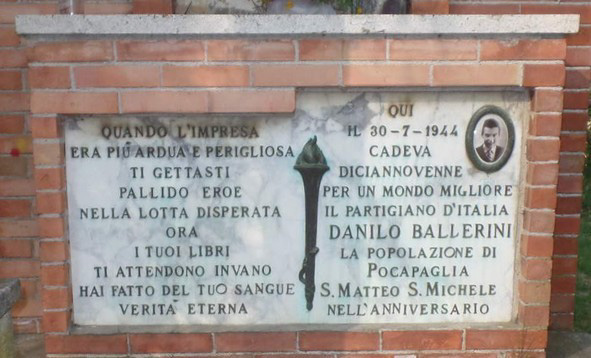 QUANDO L'IMPRESA
ERA PIÙ ARDUA E PERIGLIOSA
TI GETTASTI
PALLIDO EROE
NELLA LOTTA DISPERATA
ORA
I TUOI LIBRI
TI ATTENDONO INVANO
HAI FATTO DEL TUO SANGUE
VERITÀ ETERNA
QUI
IL 30-7-1944
CADEVA
DICIANNOVENNE
PER UN MONDO MIGLIORE
IL PARTIGIANO D'ITALIA
DANILO BALLERINI
LA POPOLAZIONE DI
POCAPAGLIA
S. MATTEO S. MICHELE
NELL'ANNIVERSARIO